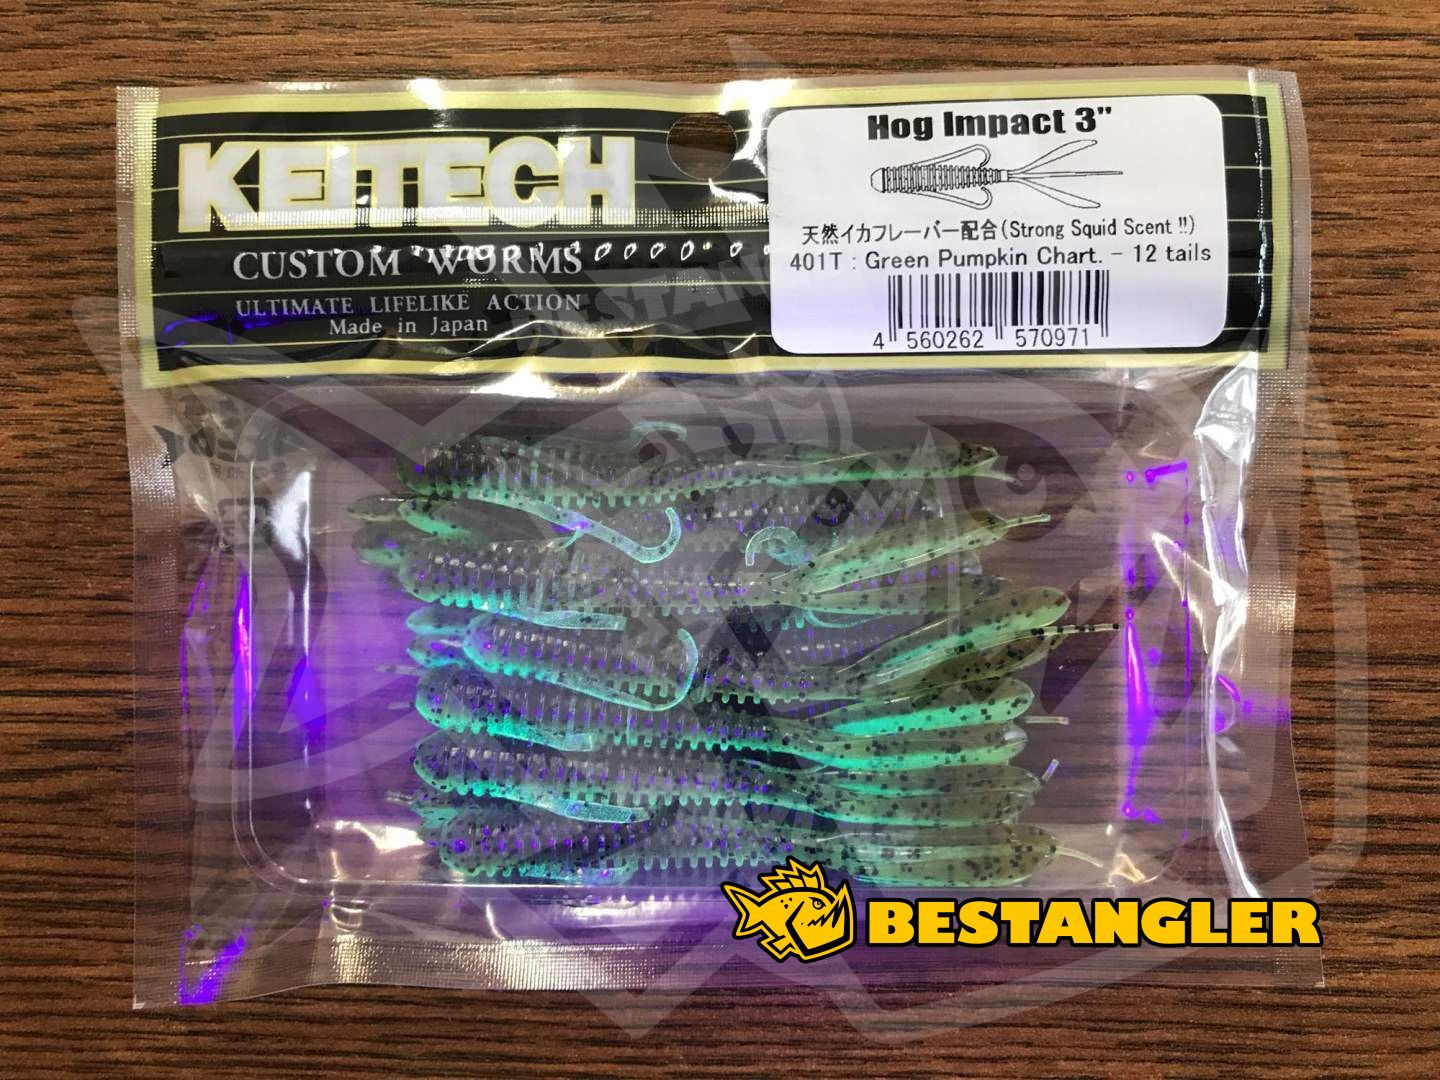 KEITECH
CUSTOM WORMS
ULTIMATE LIFELIKE ACTION
Made in Japan
Hog Impact 3"
天然イカフレーバー配合(Strong Squid Scent !!)
401T : Green Pumpkin Chart. - 12 tails
4 560262 570971
BESTANGLER
BESTANGLER